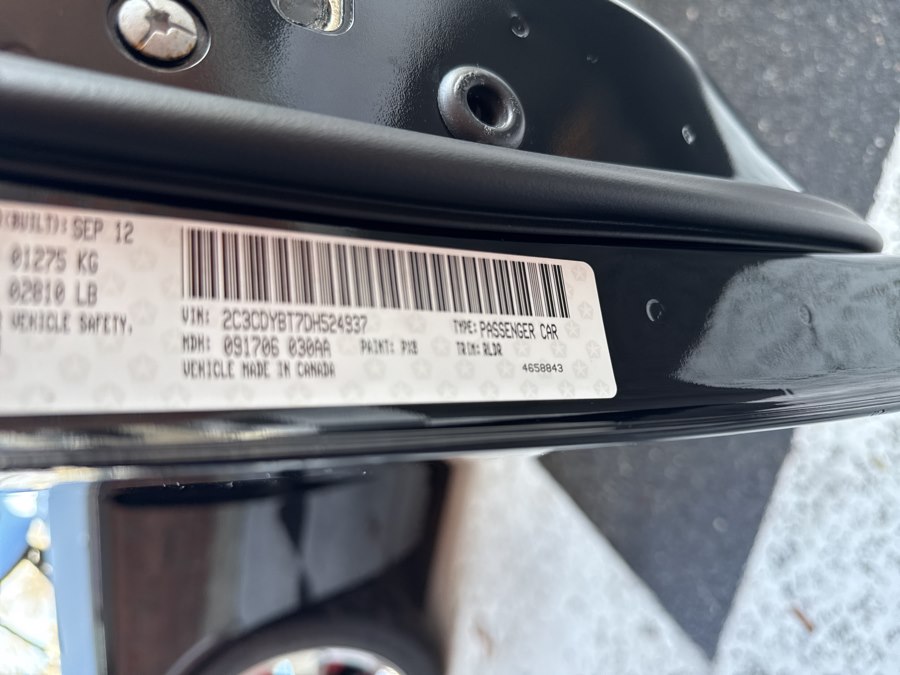 (BUILT): SEP 12
01275 KG
02810 LB
VEHICLE SAFETY,
VIN: 2C3CDYBT7DH524937
TYPE: PASSENGER CAR
MDH: 091706 030AA
PAINT: PXB
TRIM: RLDR
VEHICLE MADE IN CANADA
4658843